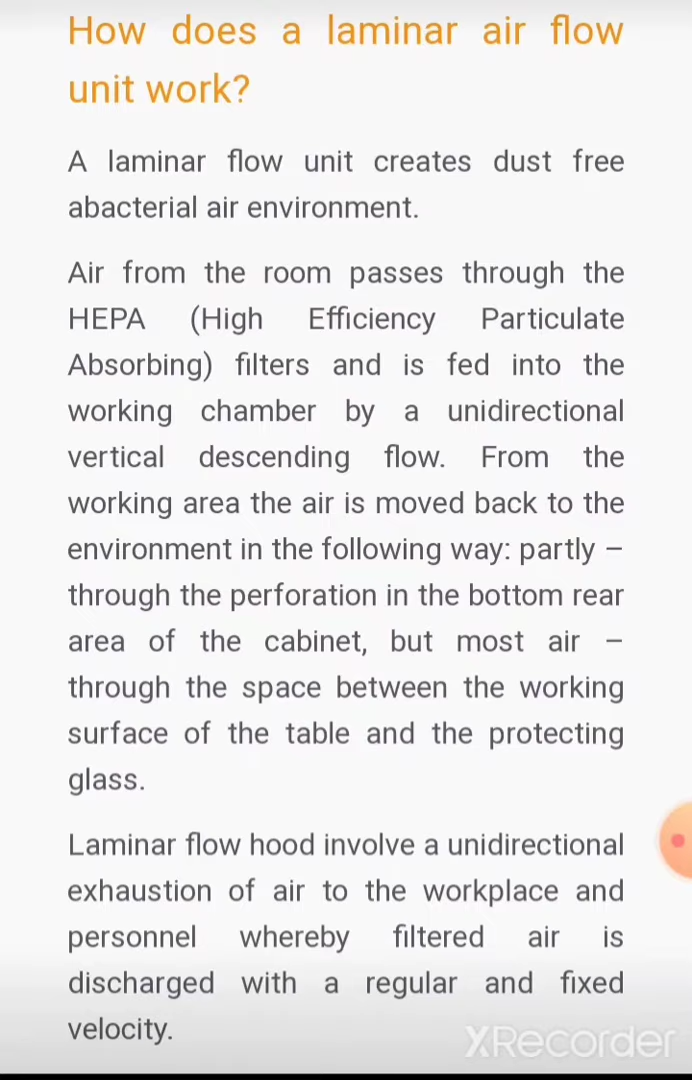 How does a laminar air flow
unit work?
A laminar flow unit creates dust free
abacterial air environment.
Air from the room passes through the
HEPA (High Efficiency Particulate
Absorbing) filters and is fed into the
working chamber by a unidirectional
vertical descending flow. From the
working area the air is moved back to the
environment in the following way: partly –
through the perforation in the bottom rear
area of the cabinet, but most air –
through the space between the working
surface of the table and the protecting
glass.
Laminar flow hood involve a unidirectional
exhaustion of air to the workplace and
personnel whereby filtered air is
discharged with a regular and fixed
velocity.
XRecorder